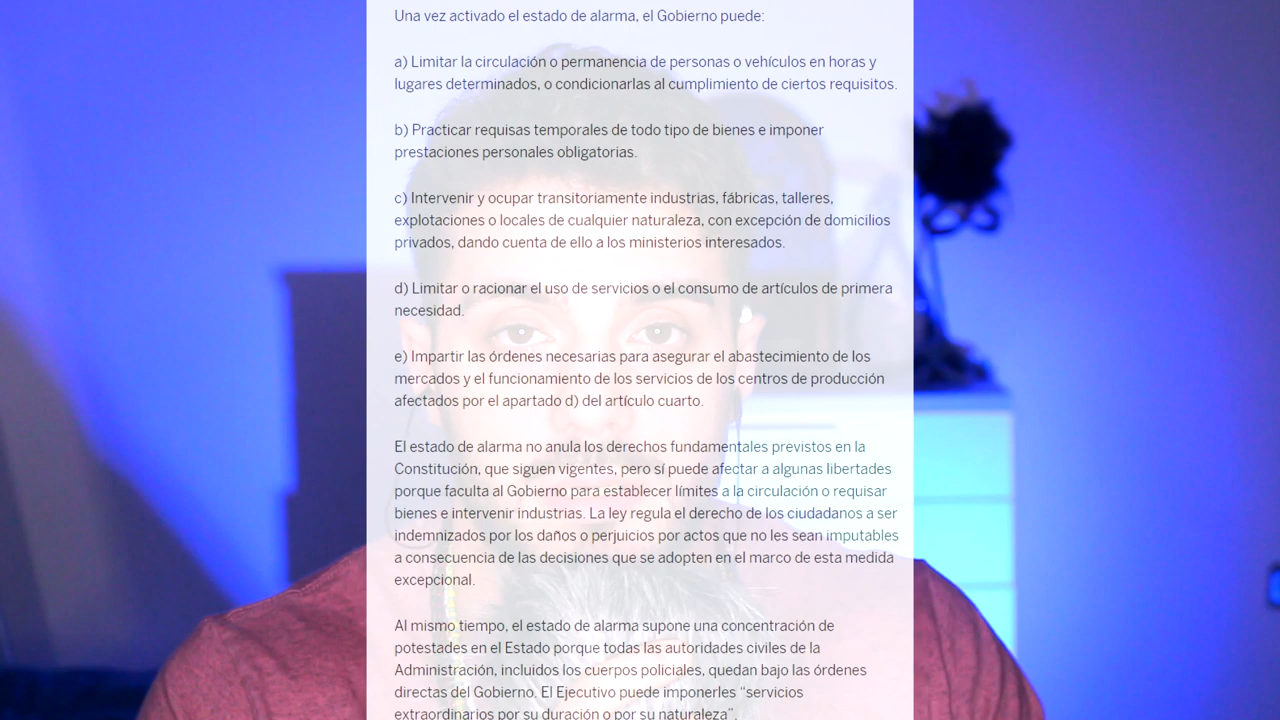 Una vez activado el estado de alarma, el Gobierno puede:
a) Limitar la circulación o permanencia de personas o vehículos en horas y
lugares determinados, o condicionarlas al cumplimiento de ciertos requisitos.
b) Practicar requisas temporales de todo tipo de bienes e imponer
prestaciones personales obligatorias.
c) Intervenir y ocupar transitoriamente industrias, fábricas, talleres,
explotaciones o locales de cualquier naturaleza, con excepción de domicilios
privados, dando cuenta de ello a los ministerios interesados.
d) Limitar o racionar el uso de servicios o el consumo de artículos de primera
necesidad.
e) Impartir las órdenes necesarias para asegurar el abastecimiento de los
mercados y el funcionamiento de los servicios de los centros de producción
afectados por el apartado d) del artículo cuarto.
El estado de alarma no anula los derechos fundamentales previstos en la
Constitución, que siguen vigentes, pero sí puede afectar a algunas libertades
porque faculta al Gobierno para establecer límites a la circulación o requisar
bienes e intervenir industrias. La ley regula el derecho de los ciudadanos a ser
indemnizados por los daños o perjuicios por actos que no les sean imputables
a consecuencia de las decisiones que se adopten en el marco de esta medida
excepcional.
Al mismo tiempo, el estado de alarma supone una concentración de
potestades en el Estado porque todas las autoridades civiles de la
Administración, incluidos los cuerpos policiales, quedan bajo las órdenes
directas del Gobierno. El Ejecutivo puede imponerles “servicios
extraordinarios por su duración o por su naturaleza”.